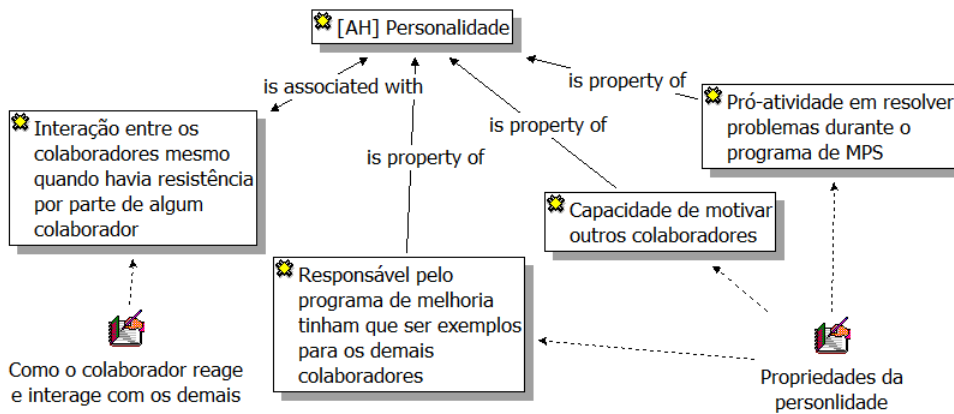 [AH] Personalidade
is associated with
is property of
is property of
is property of
Interação entre os
colaboradores mesmo
quando havia resistência
por parte de algum
colaborador
Pró-atividade em resolver
problemas durante o
programa de MPS
Capacidade de motivar
outros colaboradores
Responsável pelo
programa de melhoria
tinham que ser exemplos
para os demais
colaboradores
Como o colaborador reage
e interage com os demais
Propriedades da
personlidade